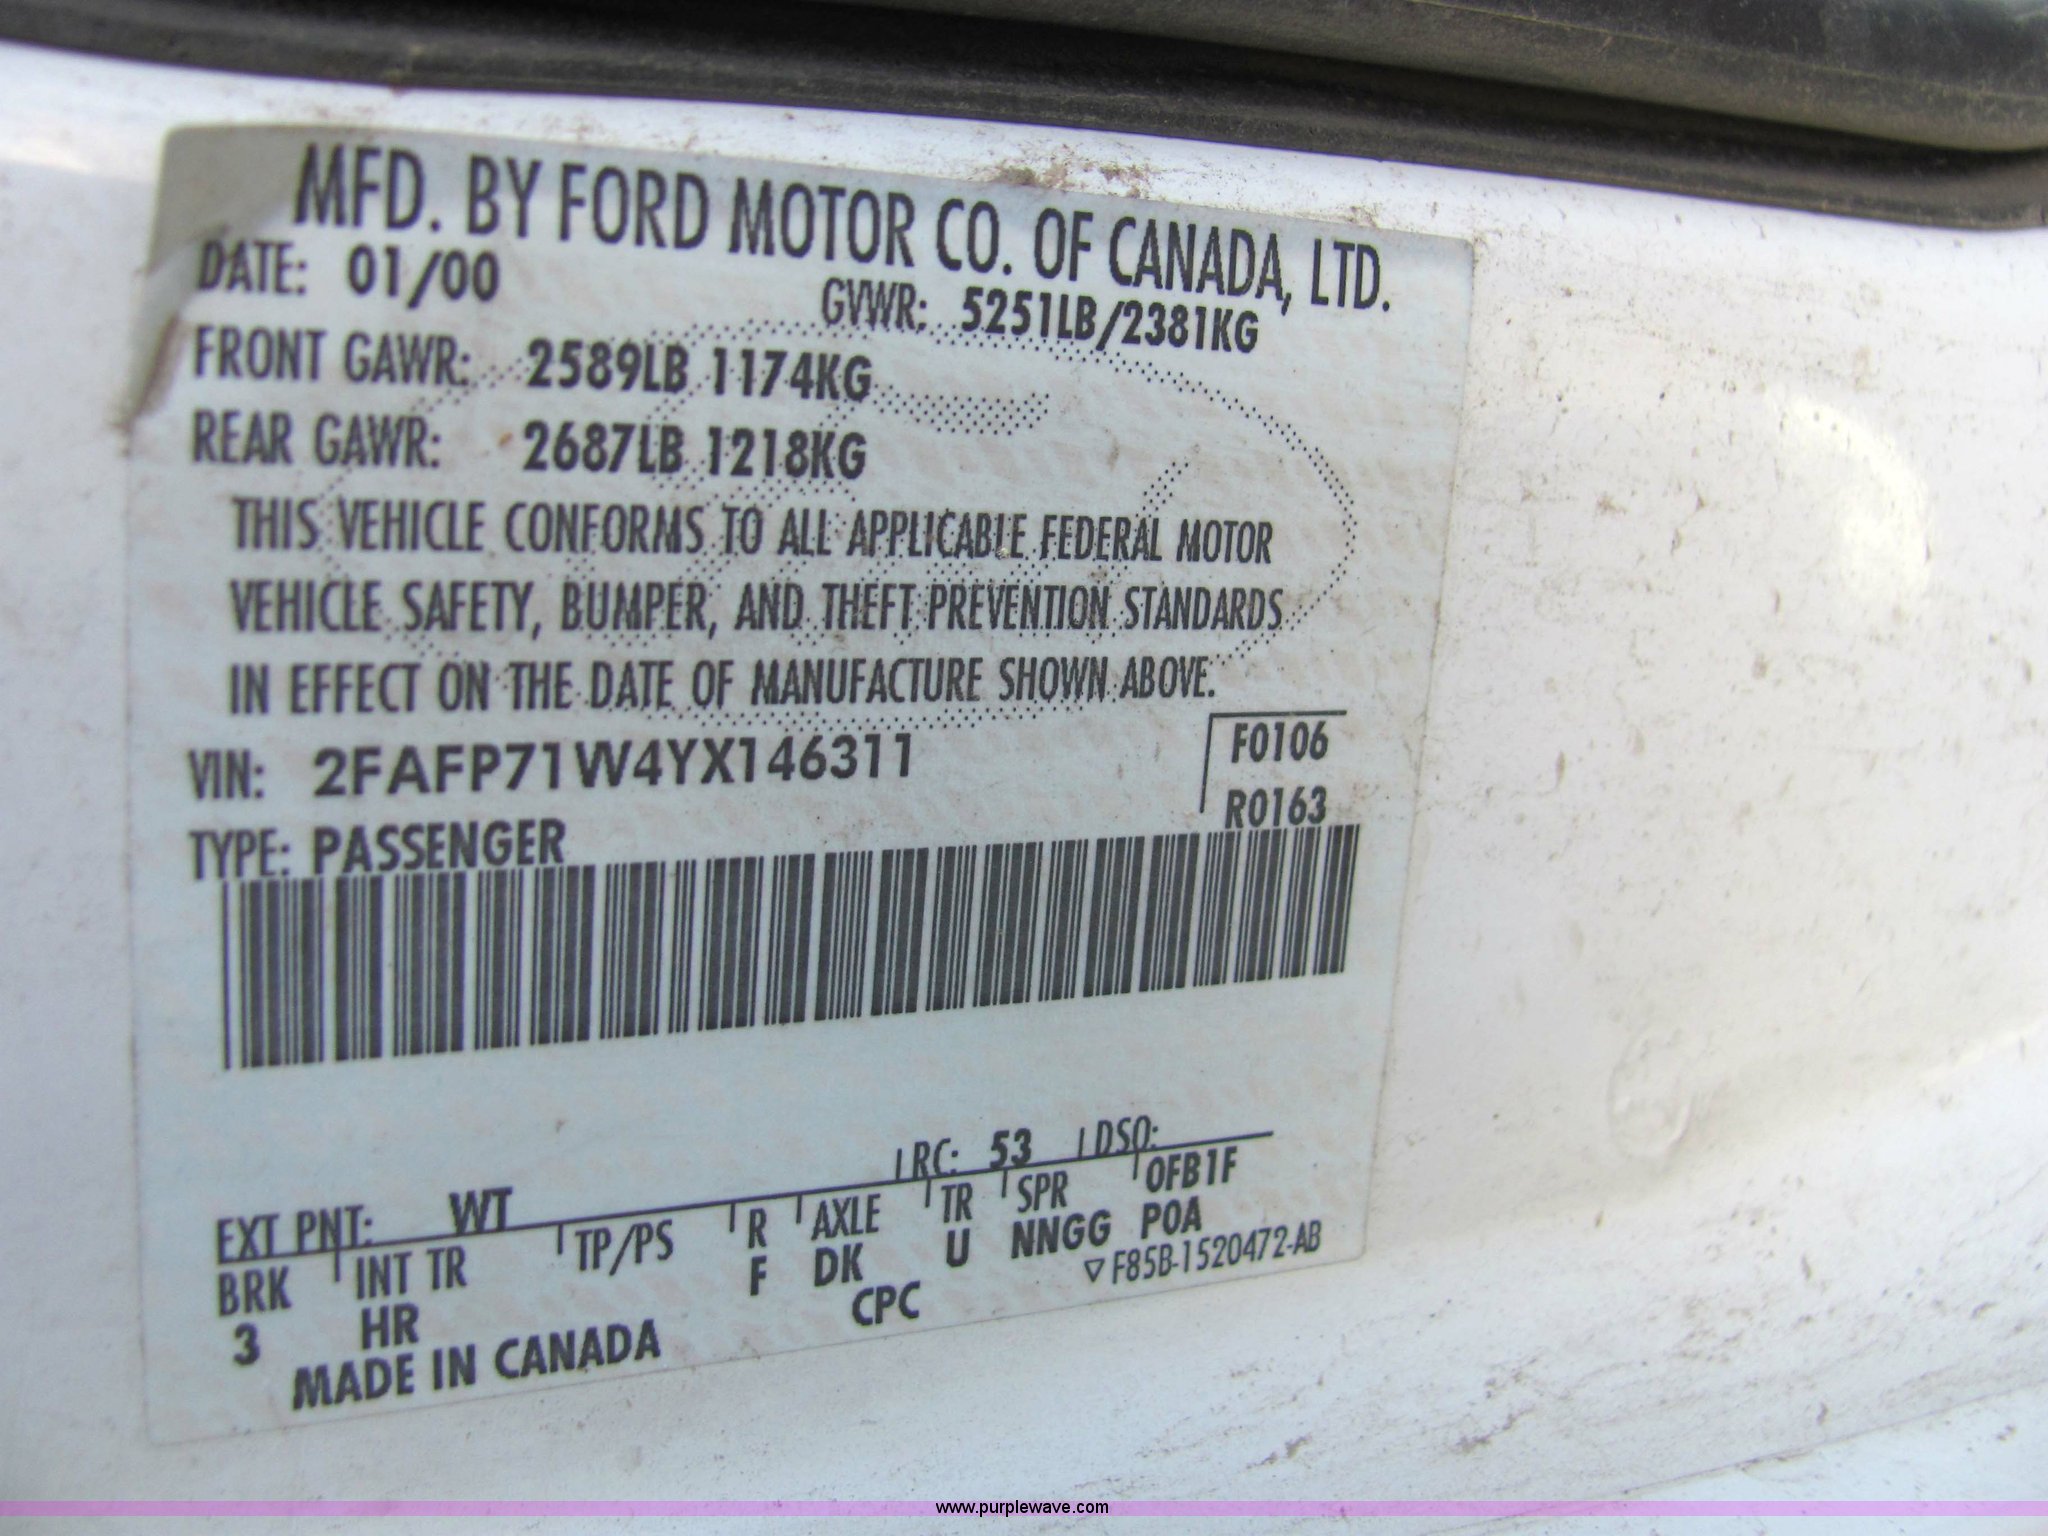 MFD. BY FORD MOTOR CO. OF CANADA, LTD.
DATE: 01/00 GVWR: 5251LB/2381KG
FRONT GAWR: 2589LB 1174KG
REAR GAWR: 2687LB 1218KG
THIS VEHICLE CONFORMS TO ALL APPLICABLE FEDERAL MOTOR
VEHICLE SAFETY, BUMPER, AND THEFT PREVENTION STANDARDS
IN EFFECT ON THE DATE OF MANUFACTURE SHOWN ABOVE.
VIN: 2FAFP71W4YX146311 F0106
R0163
TYPE: PASSENGER
EXT PNT: WT RC: 53 DSO:
BRK INT TR TP/PS R AXLE TR SPR 0FB1F
3 HR F DK U NNGG POA
MADE IN CANADA CPC ▽ F85B-1520472-AB
www.purplewave.com